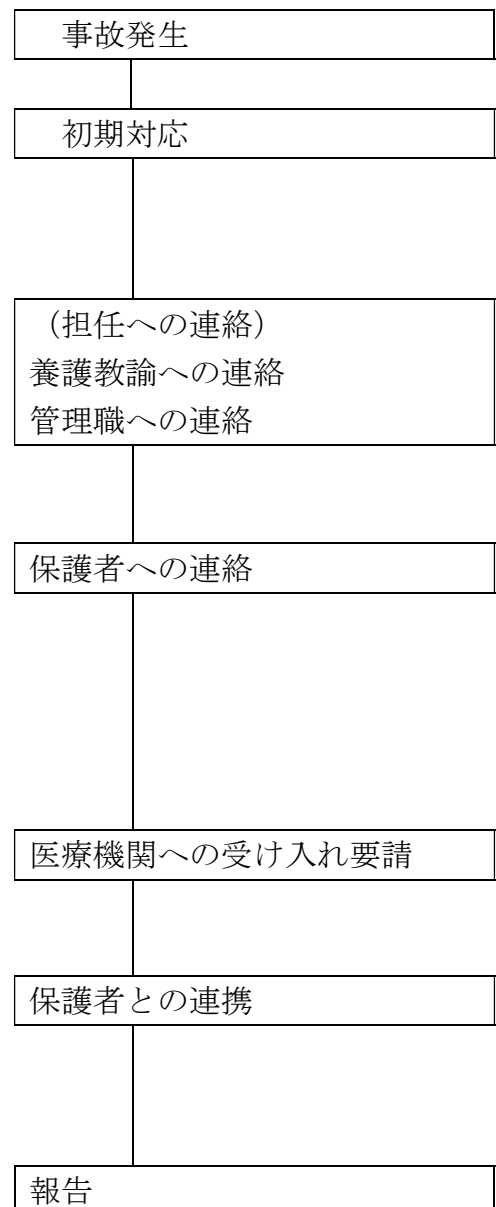 事故発生
初期対応
（担任への連絡）
養護教諭への連絡
管理職への連絡
保護者への連絡
医療機関への受け入れ要請
保護者との連携
報告